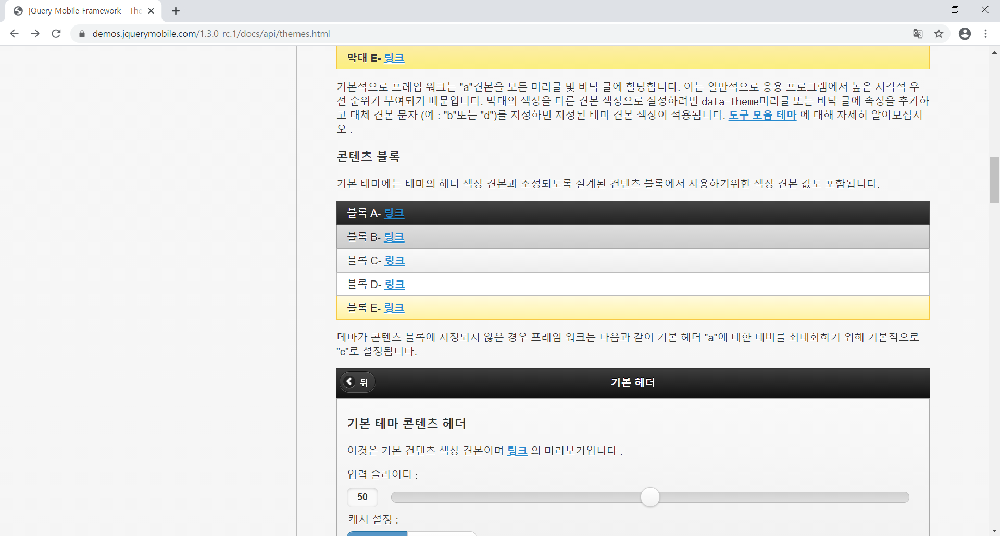 jQuery Mobile Framework - The
demos.jquerymobile.com/1.3.0-rc.1/docs/api/themes.html
막대 E- 링크
기본적으로 프레임 워크는 "a"견본을 모든 머리글 및 바닥 글에 할당합니다. 이는 일반적으로 응용 프로그램에서 높은 시각적 우
선 순위가 부여되기 때문입니다. 막대의 색상을 다른 견본 색상으로 설정하려면 data-theme머리글 또는 바닥 글에 속성을 추가하
고 대체 견본 문자 (예 : "b"또는 "d")를 지정하면 지정된 테마 견본 색상이 적용됩니다. 도구 모음 테마 에 대해 자세히 알아보십시
오 .
콘텐츠 블록
기본 테마에는 테마의 헤더 색상 견본과 조정되도록 설계된 컨텐츠 블록에서 사용하기위한 색상 견본 값도 포함됩니다.
블록 A- 링크
블록 B- 링크
블록 C- 링크
블록 D- 링크
블록 E- 링크
테마가 콘텐츠 블록에 지정되지 않은 경우 프레임 워크는 다음과 같이 기본 헤더 "a"에 대한 대비를 최대화하기 위해 기본적으로
"c"로 설정됩니다.
뒤 기본 헤더
기본 테마 콘텐츠 헤더
이것은 기본 컨텐츠 색상 견본이며 링크 의 미리보기입니다 .
입력 슬라이더 :
50
캐시 설정 :